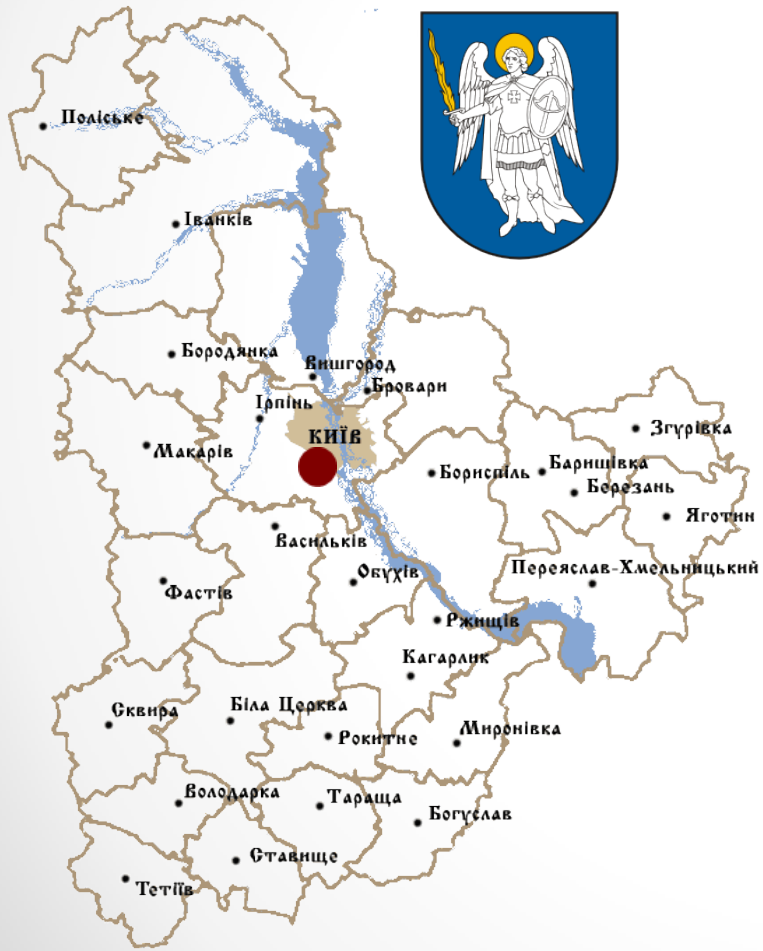 Поліське
Іванків
Бородянка
Вишгород
Бровари
Ірпінь
КИЇВ
Згурівка
Макарів
Бориспіль
Баришівка
Березань
Яготин
Васильків
Обухів
Переяслав-Хмельницький
Фастів
Ржищів
Кагарлик
Сквира
Біла Церква
Рокитне
Миронівка
Володарка
Тараща
Богуслав
Ставище
Тетіїв